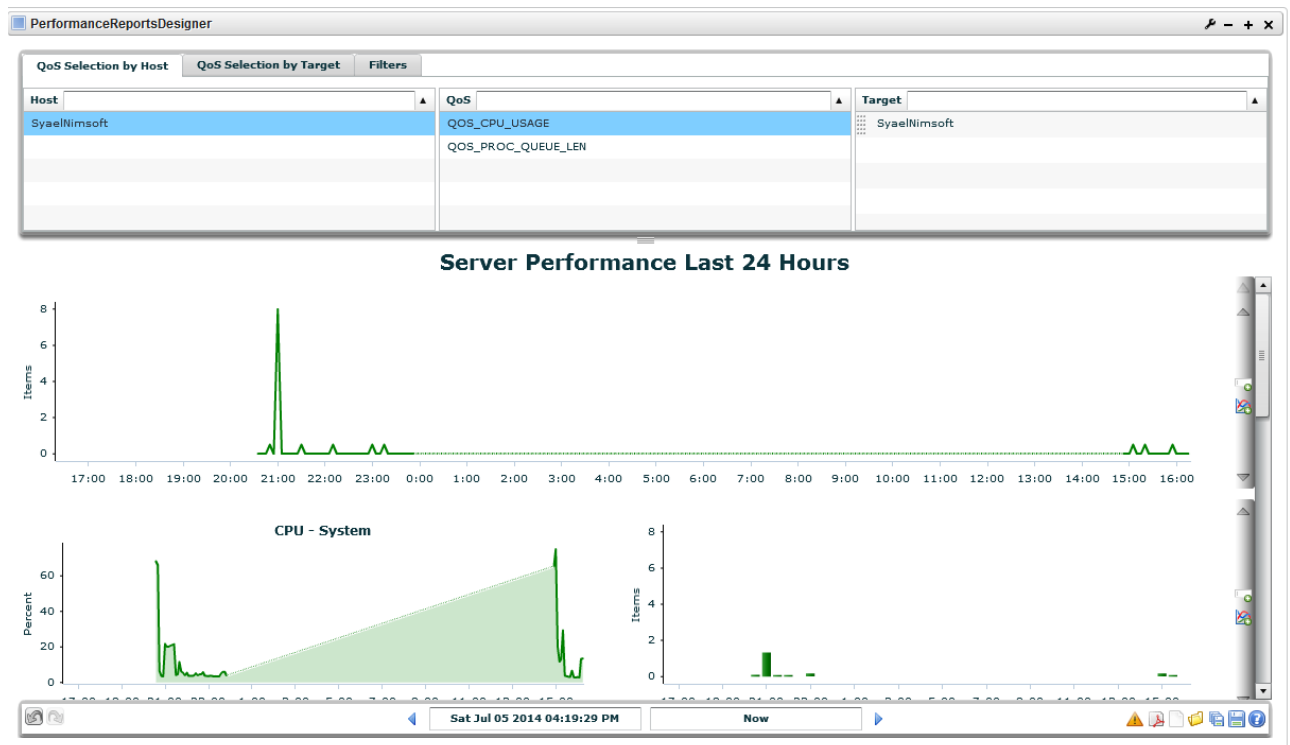 PerformanceReportsDesigner
QoS Selection by Host QoS Selection by Target Filters
Host QoS Target
SyaelNimsoft QOS_CPU_USAGE SyaelNimsoft
QOS_PROC_QUEUE_LEN
Server Performance Last 24 Hours
8
6
4
2
0
Items
17:00 18:00 19:00 20:00 21:00 22:00 23:00 0:00 1:00 2:00 3:00 4:00 5:00 6:00 7:00 8:00 9:00 10:00 11:00 12:00 13:00 14:00 15:00 16:00
CPU - System
60
40
20
0
Percent
8
6
4
2
0
Items
Sat Jul 05 2014 04:19:29 PM Now